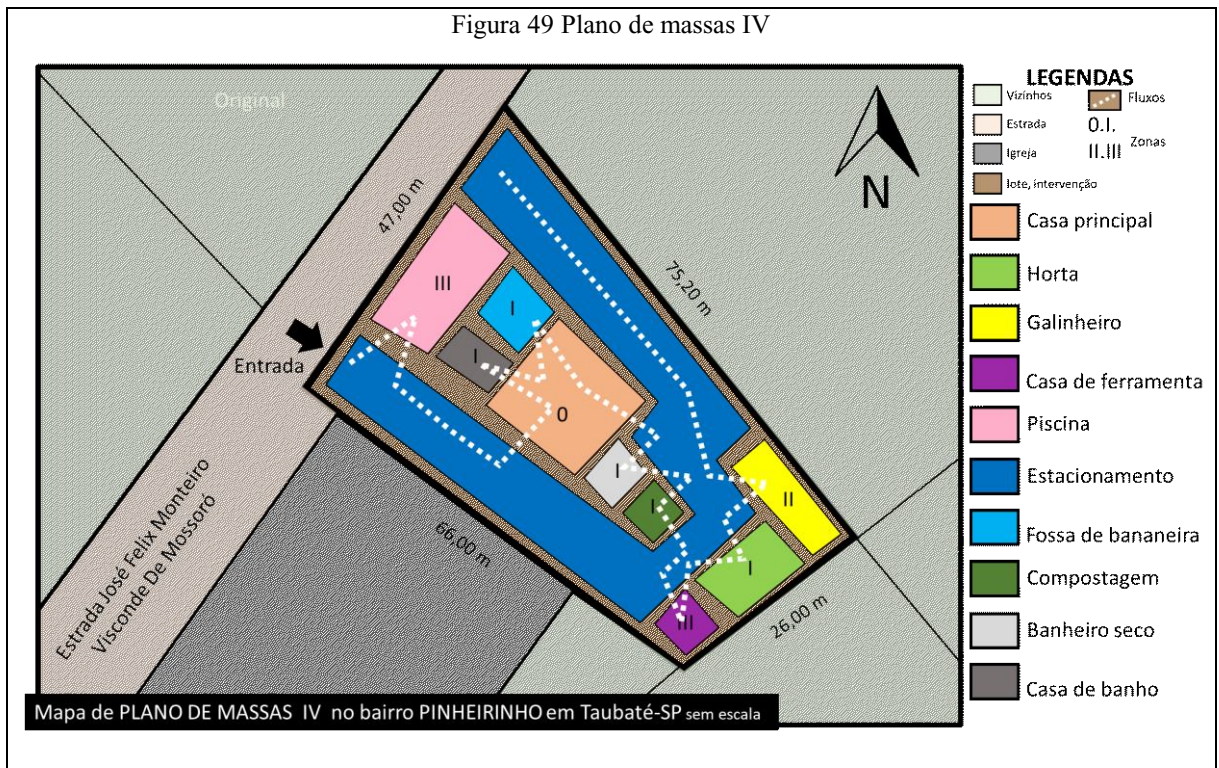 Figura 49 Plano de massas IV
Original
47,00 m
75,20 m
66,00 m
26,00 m
Entrada
Estrada José Felix Monteiro
Visconde De Mossoró
III
I
I
0
I
I
II
I
III
N
LEGENDAS
Vizínhos
Fluxos
Estrada
0.I.
II.III
Zonas
Igreja
lote, intervenção
Casa principal
Horta
Galinheiro
Casa de ferramenta
Piscina
Estacionamento
Fossa de bananeira
Compostagem
Banheiro seco
Casa de banho
Mapa de PLANO DE MASSAS IV no bairro PINHEIRINHO em Taubaté-SP sem escala